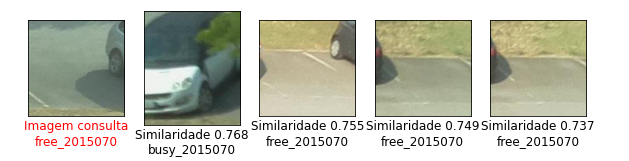 Imagem consulta
free_2015070
Similaridade 0.768
busy_2015070
Similaridade 0.755
free_2015070
Similaridade 0.749
free_2015070
Similaridade 0.737
free_2015070